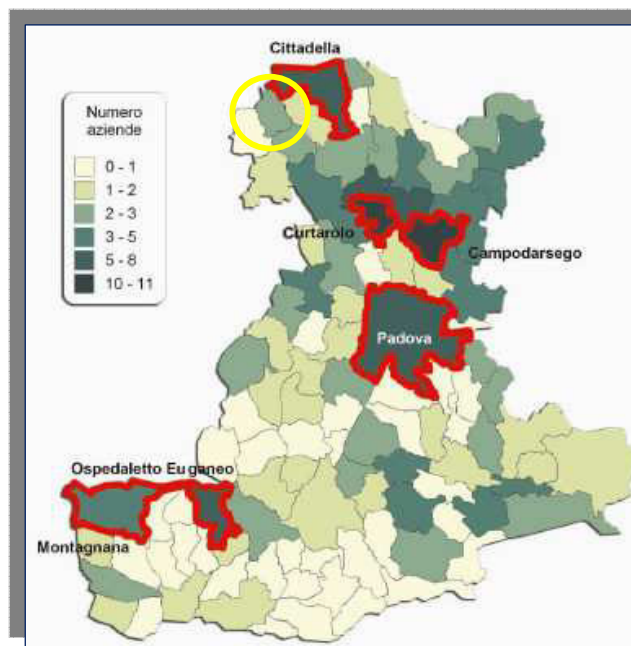 Cittadella
Numero
aziende
0 - 1
1 - 2
2 - 3
3 - 5
5 - 8
10 - 11
Curtarolo
Campodarsego
Padova
Ospedaletto Euganeo
Montagnana